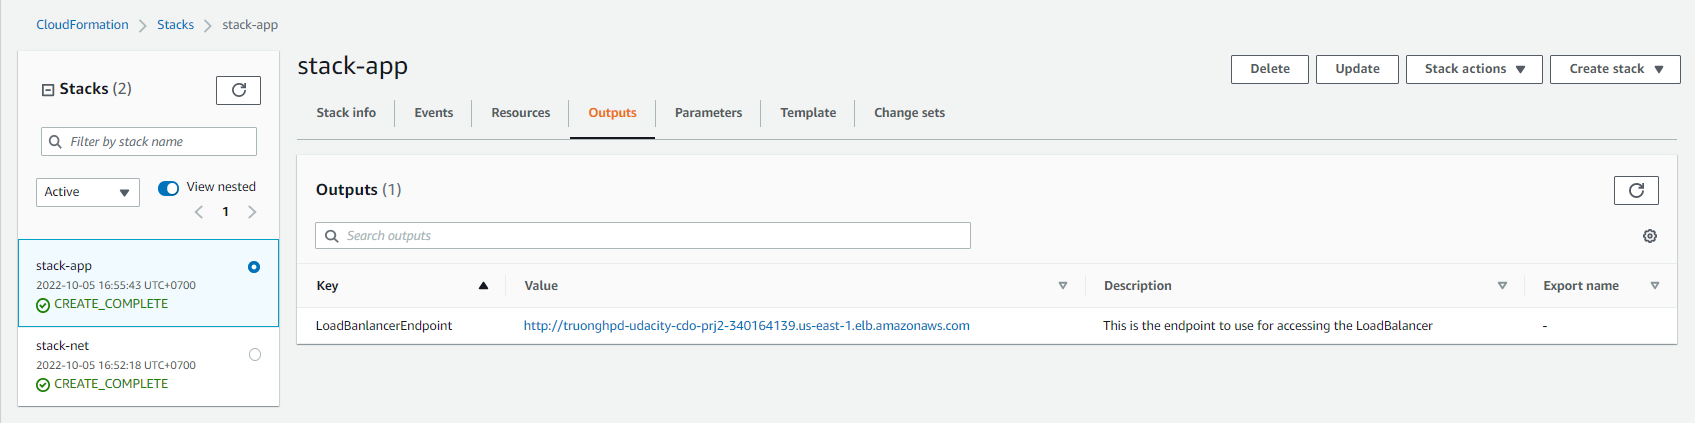 CloudFormation Stacks stack-app
Stacks (2)
Filter by stack name
Active
View nested
1
stack-app
2022-10-05 16:55:43 UTC+0700
CREATE_COMPLETE
stack-net
2022-10-05 16:52:18 UTC+0700
CREATE_COMPLETE
stack-app
Delete Update Stack actions Create stack
Stack info Events Resources Outputs Parameters Template Change sets
Outputs (1)
Search outputs
Key Value Description Export name
LoadBanlancerEndpoint http://truonghpd-udacity-cdo-prj2-340164139.us-east-1.elb.amazonaws.com This is the endpoint to use for accessing the LoadBalancer -